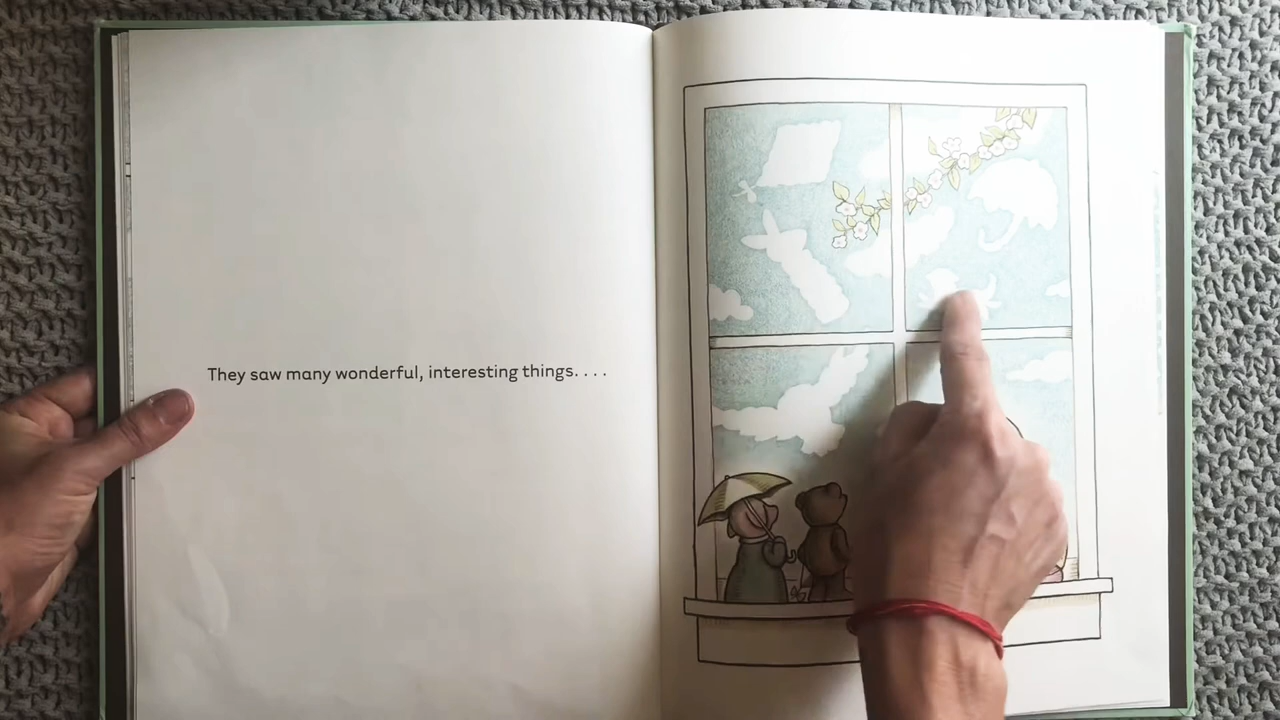 They saw many wonderful, interesting things. . . .